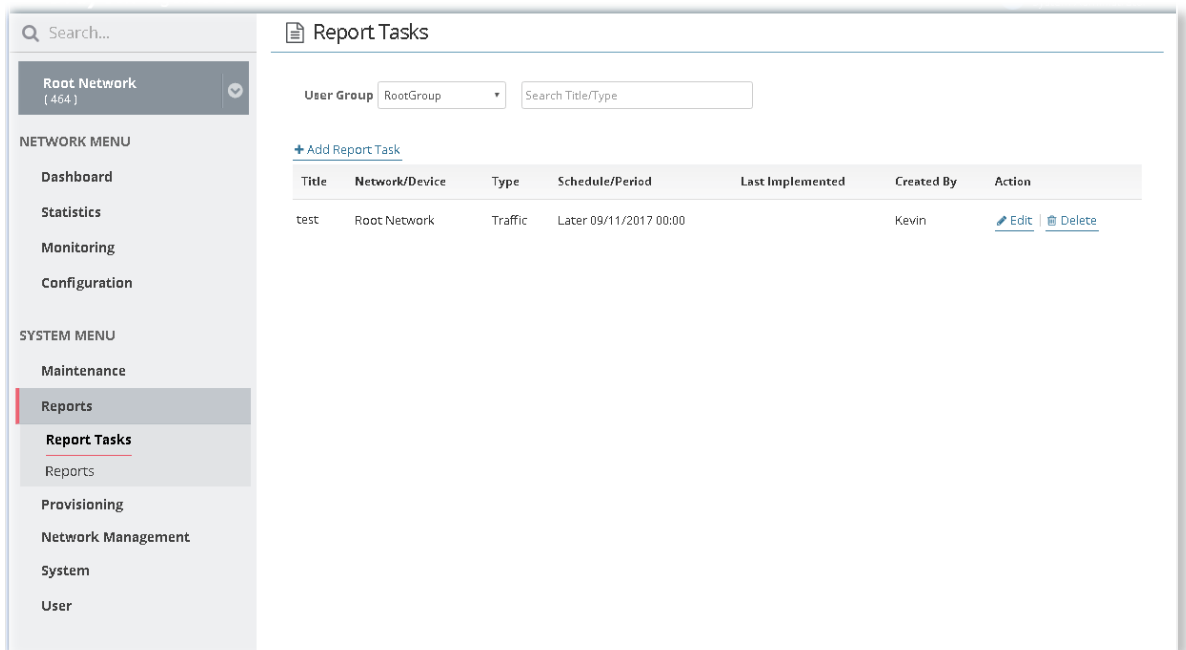 Search...
Root Network
[ 464 ]
NETWORK MENU
Dashboard
Statistics
Monitoring
Configuration
SYSTEM MENU
Maintenance
Reports
Report Tasks
Reports
Provisioning
Network Management
System
User
Report Tasks
User Group RootGroup Search Title/Type
+ Add Report Task
Title Network/Device Type Schedule/Period Last Implemented Created By Action
test Root Network Traffic Later 09/11/2017 00:00 Kevin Edit | Delete